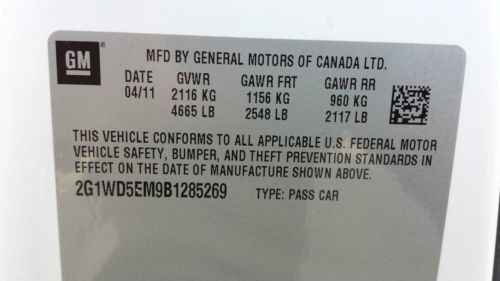 GM
MFD BY GENERAL MOTORS OF CANADA LTD.
DATE GVWR GAWR FRT GAWR RR
04/11 2116 KG 1156 KG 960 KG
4665 LB 2548 LB 2117 LB
THIS VEHICLE CONFORMS TO ALL APPLICABLE U.S. FEDERAL MOTOR
VEHICLE SAFETY, BUMPER, AND THEFT PREVENTION STANDARDS IN
EFFECT ON THE DATE OF MANUFACTURE SHOWN ABOVE.
2G1WD5EM9B1285269 TYPE: PASS CAR